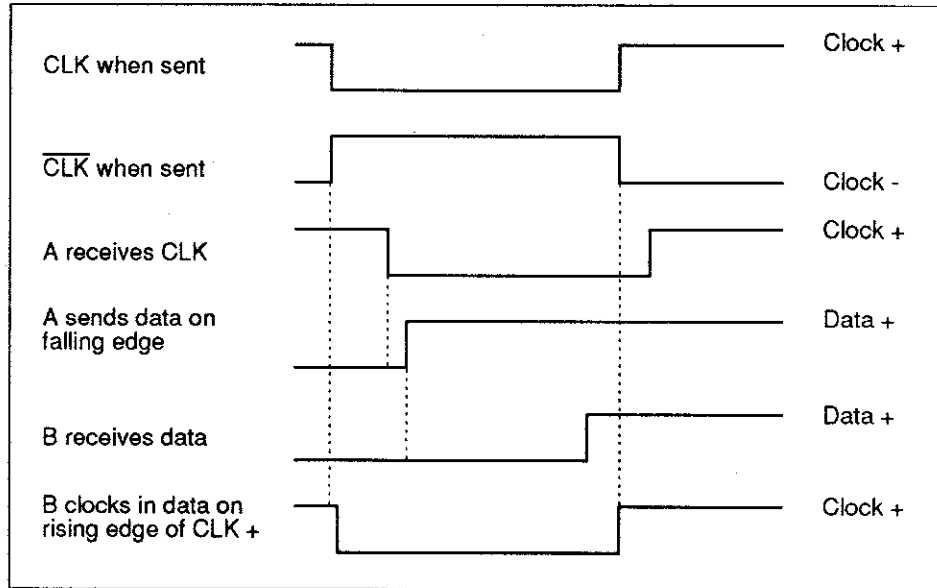 CLK when sent
Clock +
C̅L̅K̅ when sent
Clock -
A receives CLK
Clock +
A sends data on
falling edge
Data +
B receives data
Data +
B clocks in data on
rising edge of CLK +
Clock +